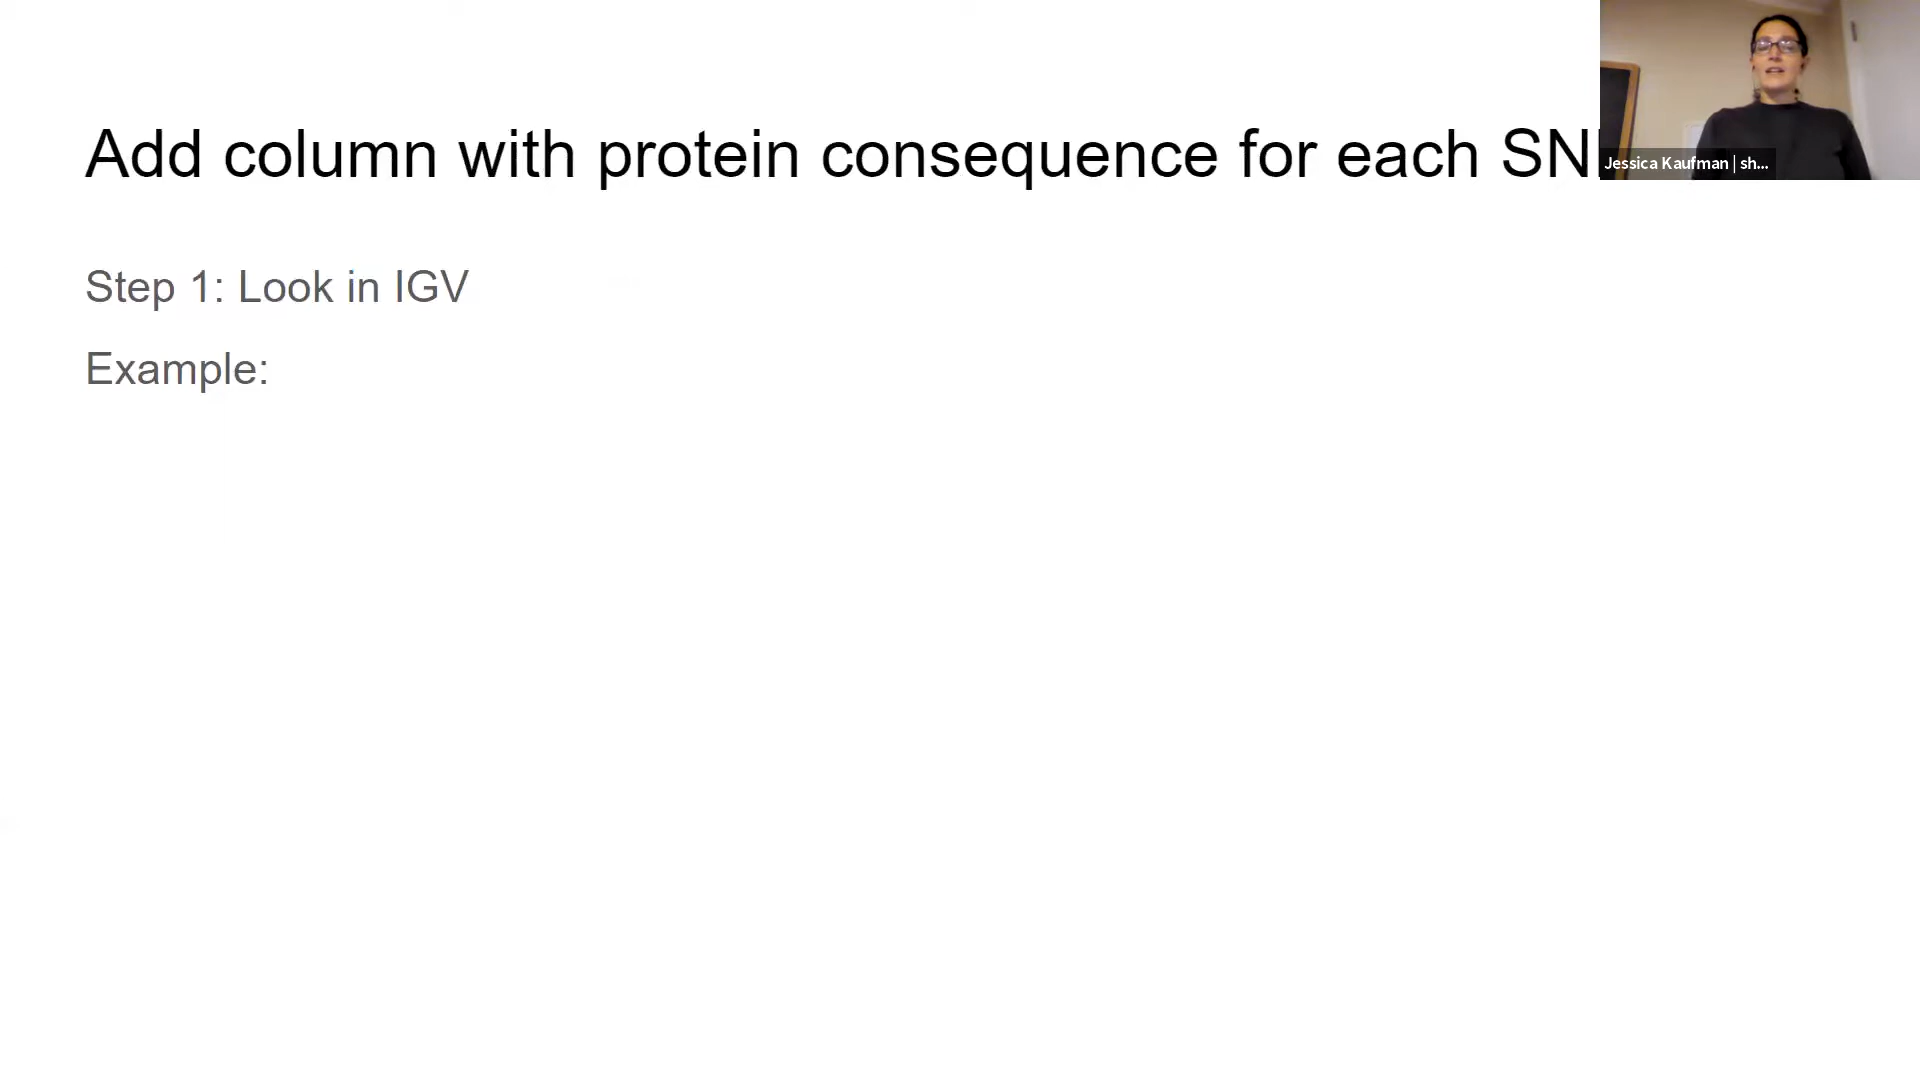 Add column with protein consequence for each SN
Jessica Kaufman | sh...
Step 1: Look in IGV
Example: